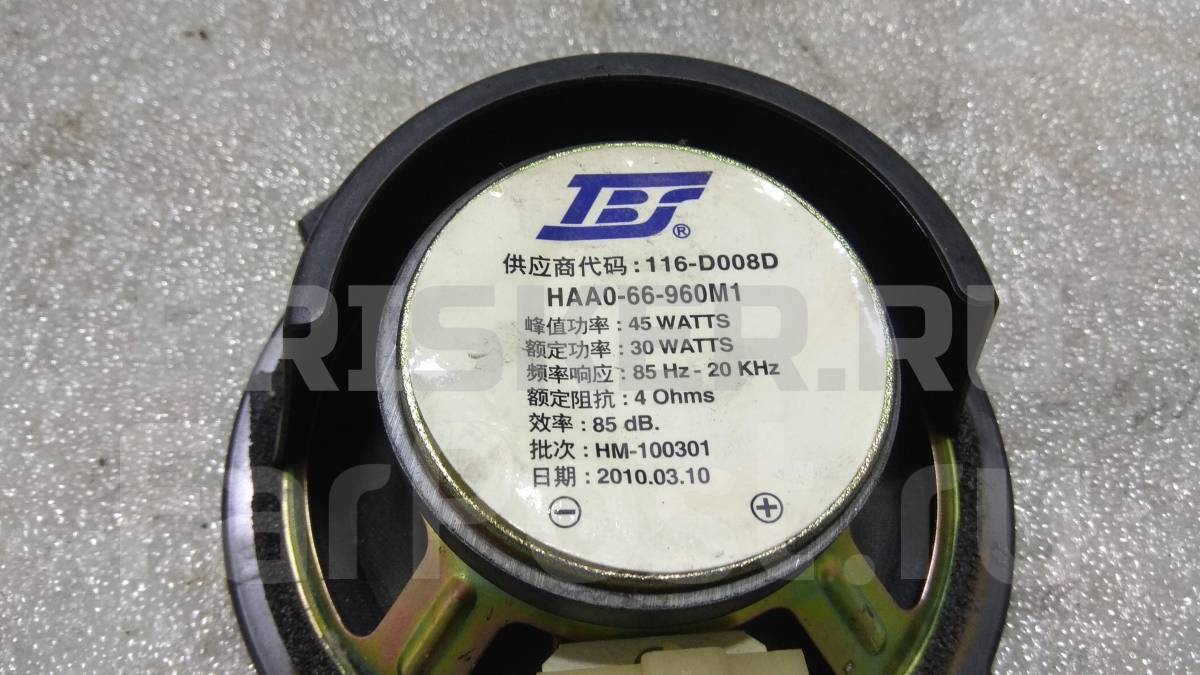 TBS®
供应商代码 : 116-D008D
HAA0-66-960M1
峰值功率 : 45 WATTS
额定功率 : 30 WATTS
频率响应 : 85 Hz - 20 KHz
额定阻抗 : 4 Ohms
效率 : 85 dB.
批次 : HM-100301
日期 : 2010.03.10
⊖ ⊕